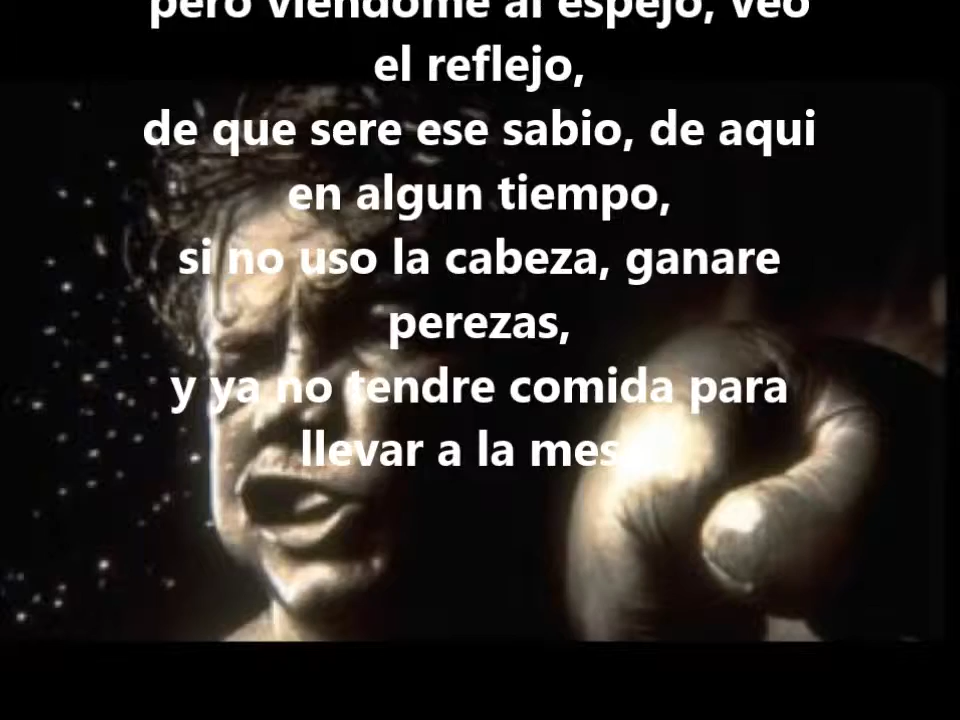 pero viendome al espejo, veo
el reflejo,
de que sere ese sabio, de aqui
en algun tiempo,
si no uso la cabeza, ganare
perezas,
y ya no tendre comida para
llevar a la mesa